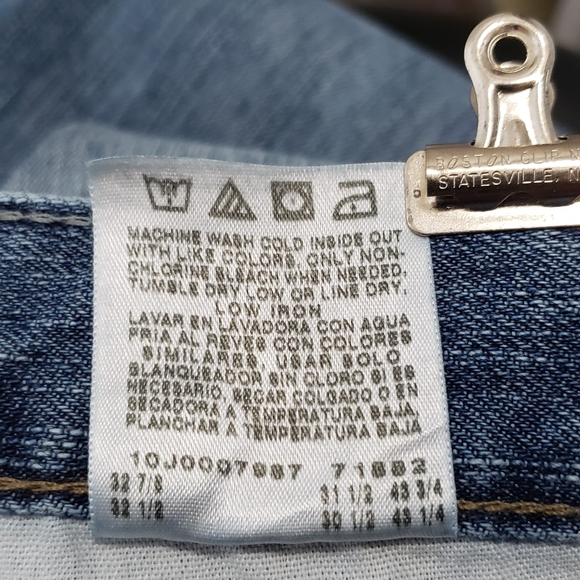 BOSTON CLIP
STATESVILLE, N
MACHINE WASH COLD INSIDE OUT
WITH LIKE COLORS, ONLY NON-
CHLORINE BLEACH WHEN NEEDED.
TUMBLE DRY LOW OR LINE DRY.
LOW IRON
LAVAR EN LAVADORA CON AGUA
FRIA AL REVES CON COLORES
SIMILARES. USAR SOLO
BLANQUEADOR SIN CLORO SI ES
NECESARIO. SECAR COLGADO O EN
SECADORA A TEMPERATURA BAJA.
PLANCHAR A TEMPERATURA BAJA
10J0007987 71882
32 7/8 31 1/2 43 3/4
32 1/2 30 1/2 43 1/4